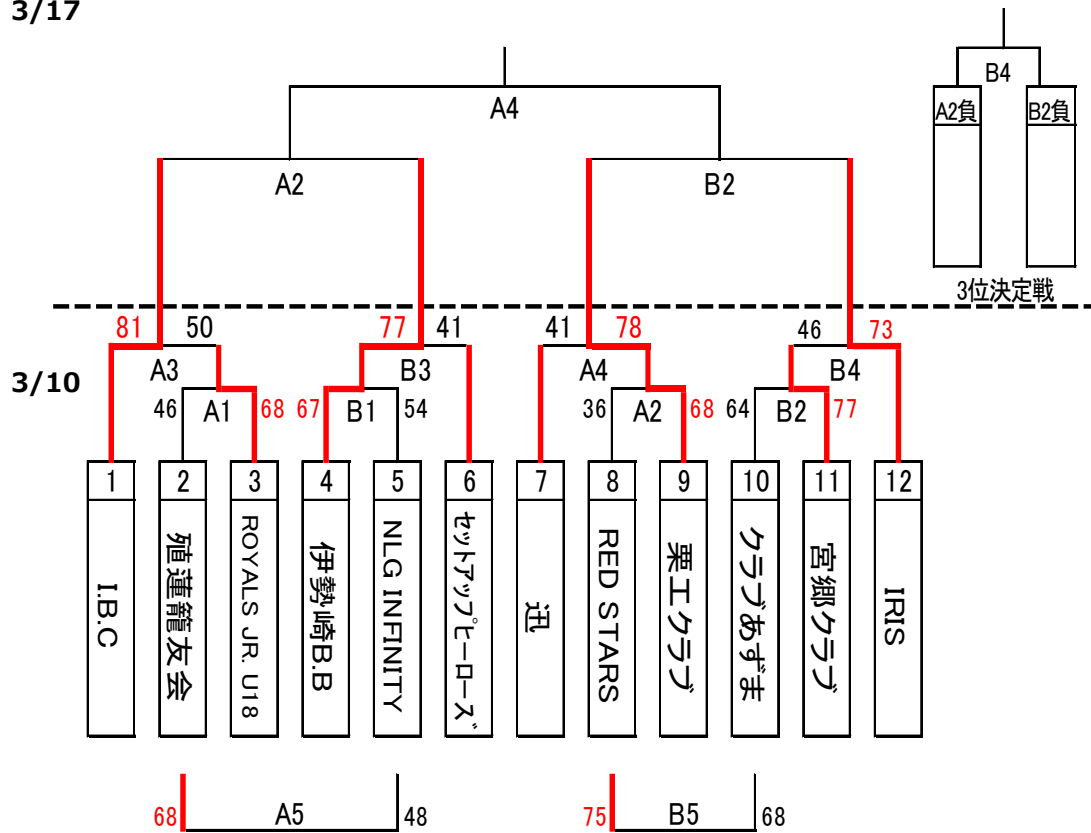 3/17
B4
A4
A2負
B2負
A2
B2
3位決定戦
81
50
77
41
41
78
46
73
A3
B3
A4
B4
3/10
46
A1
68
67
B1
54
36
A2
68
64
B2
77
1
2
3
4
5
6
7
8
9
10
11
12
I.B.C
殖蓮籠友会
ROYALS JR. U18
伊勢崎B.B
NLG INFINITY
セットアップヒーローズ
迅
RED STARS
栗工クラブ
クラブあずま
宮郷クラブ
IRIS
68
A5
48
75
B5
68